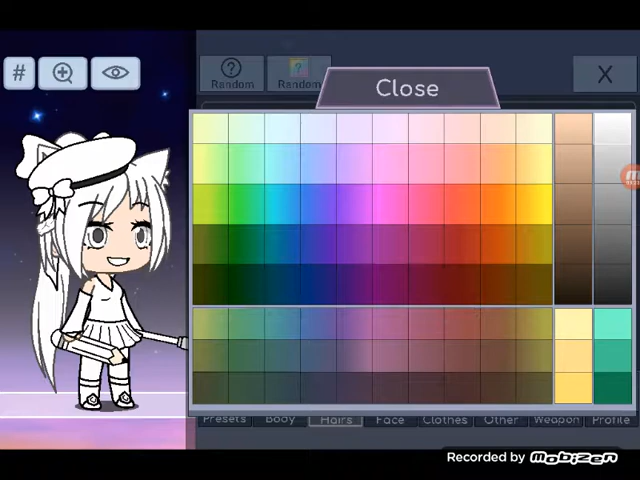 #
Random
Random
X
Close
Presets Body Hairs Face Clothes Other Weapon Profile
Recorded by Mobizen